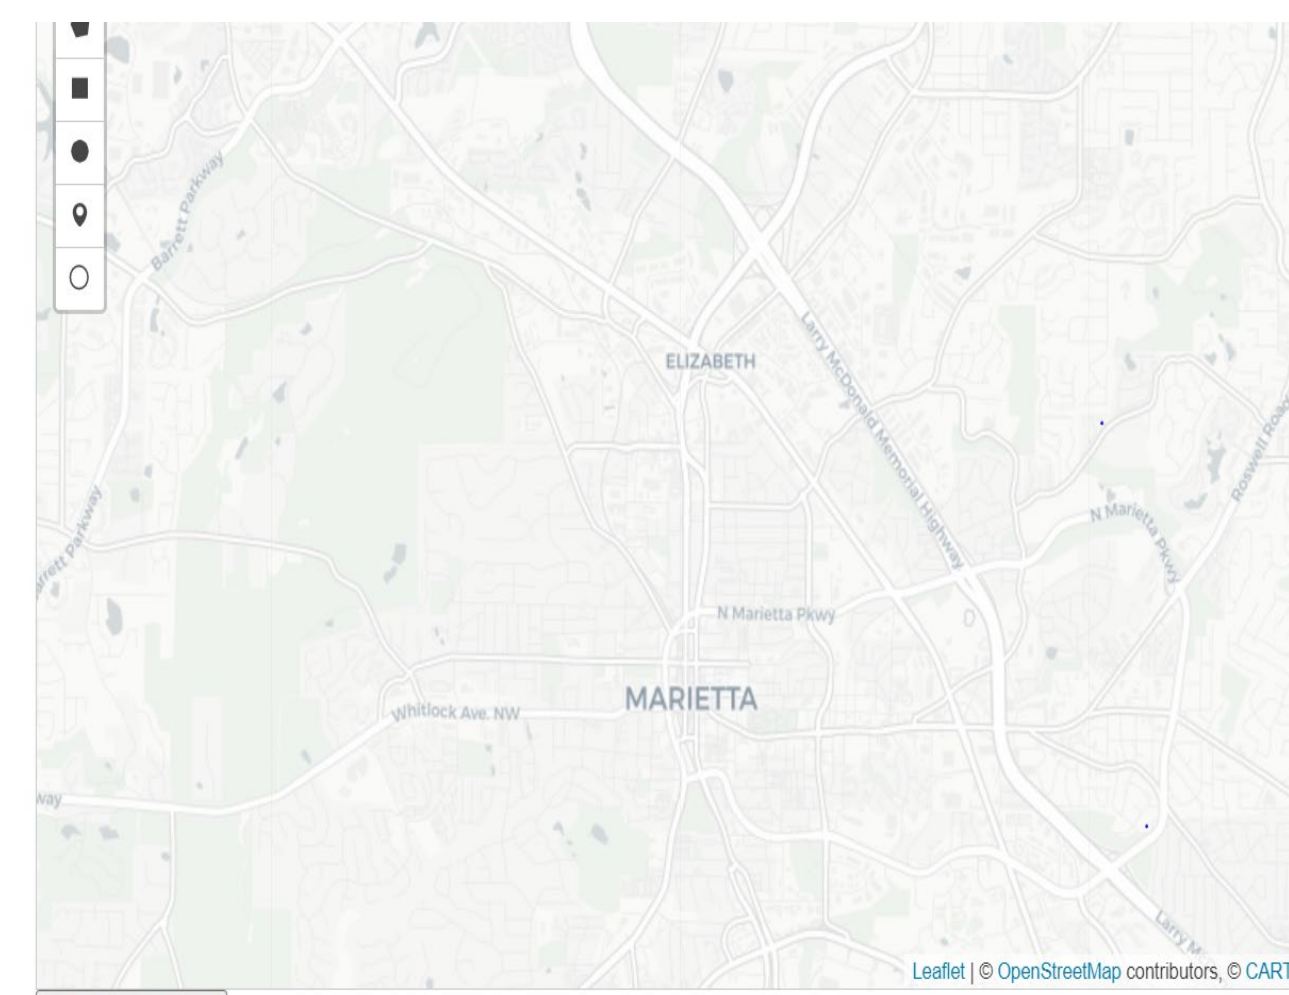 Barrett Parkway
ELIZABETH
Larry McDonald Memorial Highway
Roswell Road
N Marietta Pkwy
arrett Parkway
N Marietta Pkwy
MARIETTA
Whitlock Ave. NW
way
Larry Mc
Leaflet | © OpenStreetMap contributors, © CART